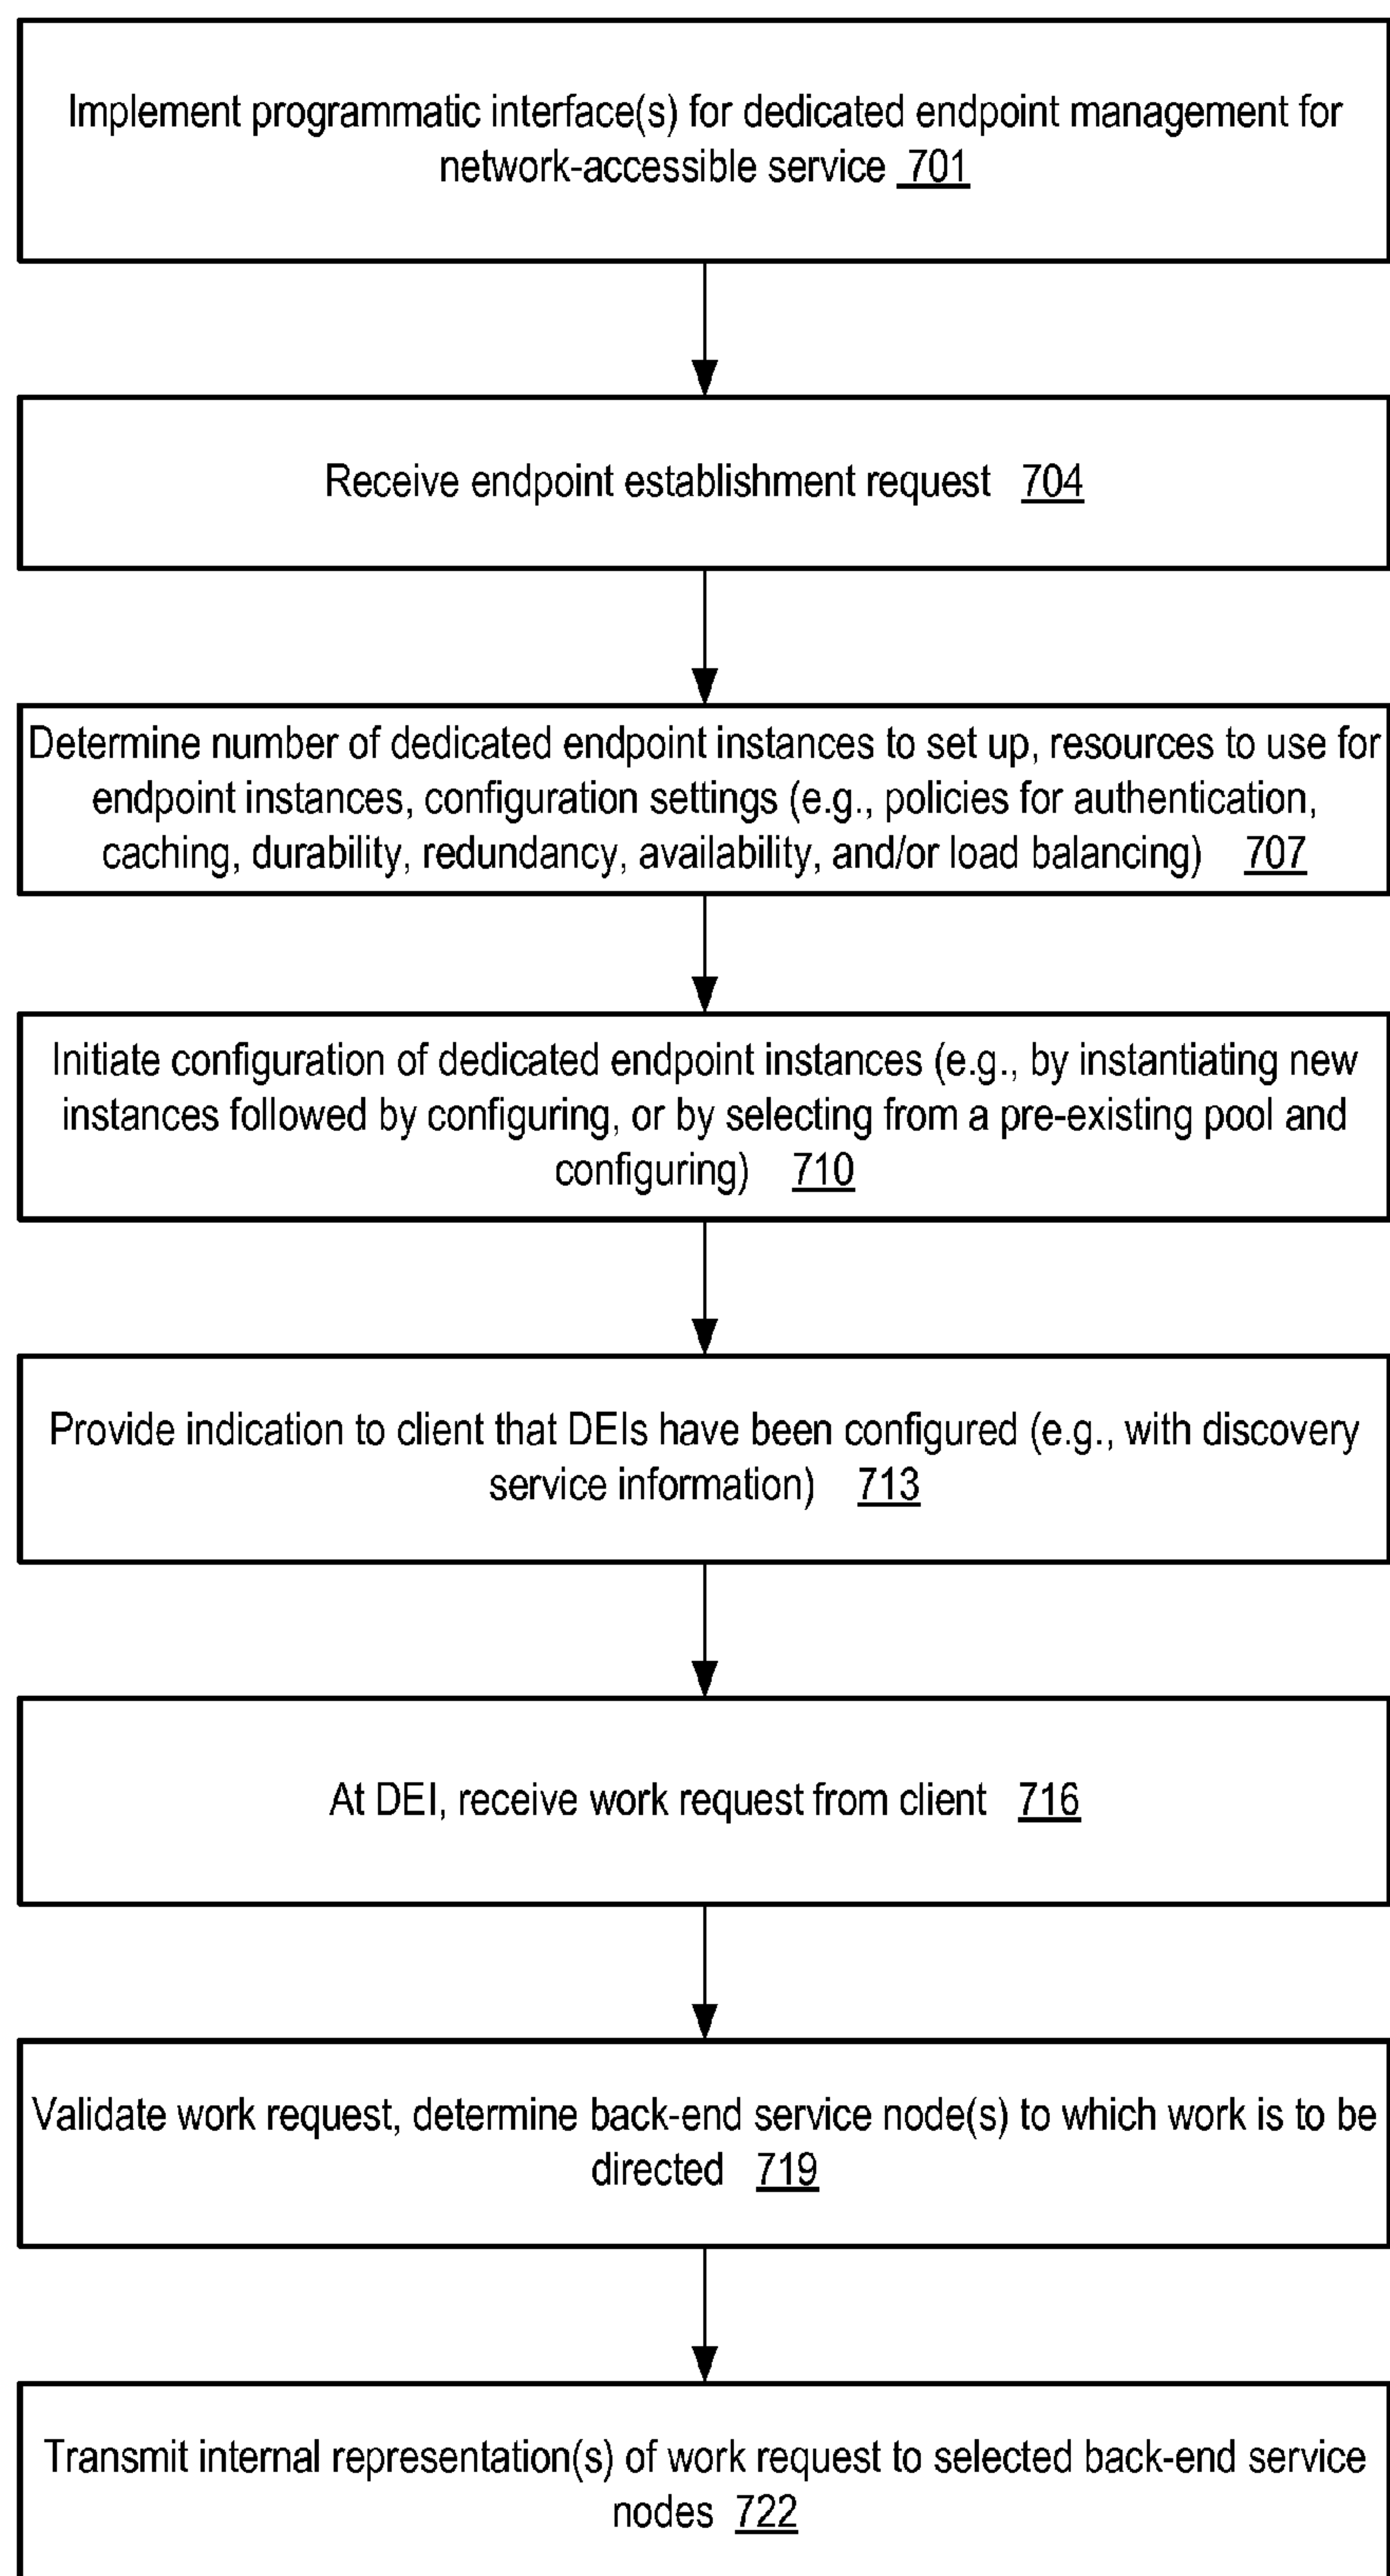 Implement programmatic interface(s) for dedicated endpoint management for
network-accessible service 701
Receive endpoint establishment request 704
Determine number of dedicated endpoint instances to set up, resources to use for
endpoint instances, configuration settings (e.g., policies for authentication,
caching, durability, redundancy, availability, and/or load balancing) 707
Initiate configuration of dedicated endpoint instances (e.g., by instantiating new
instances followed by configuring, or by selecting from a pre-existing pool and
configuring) 710
Provide indication to client that DEIs have been configured (e.g., with discovery
service information) 713
At DEI, receive work request from client 716
Validate work request, determine back-end service node(s) to which work is to be
directed 719
Transmit internal representation(s) of work request to selected back-end service
nodes 722